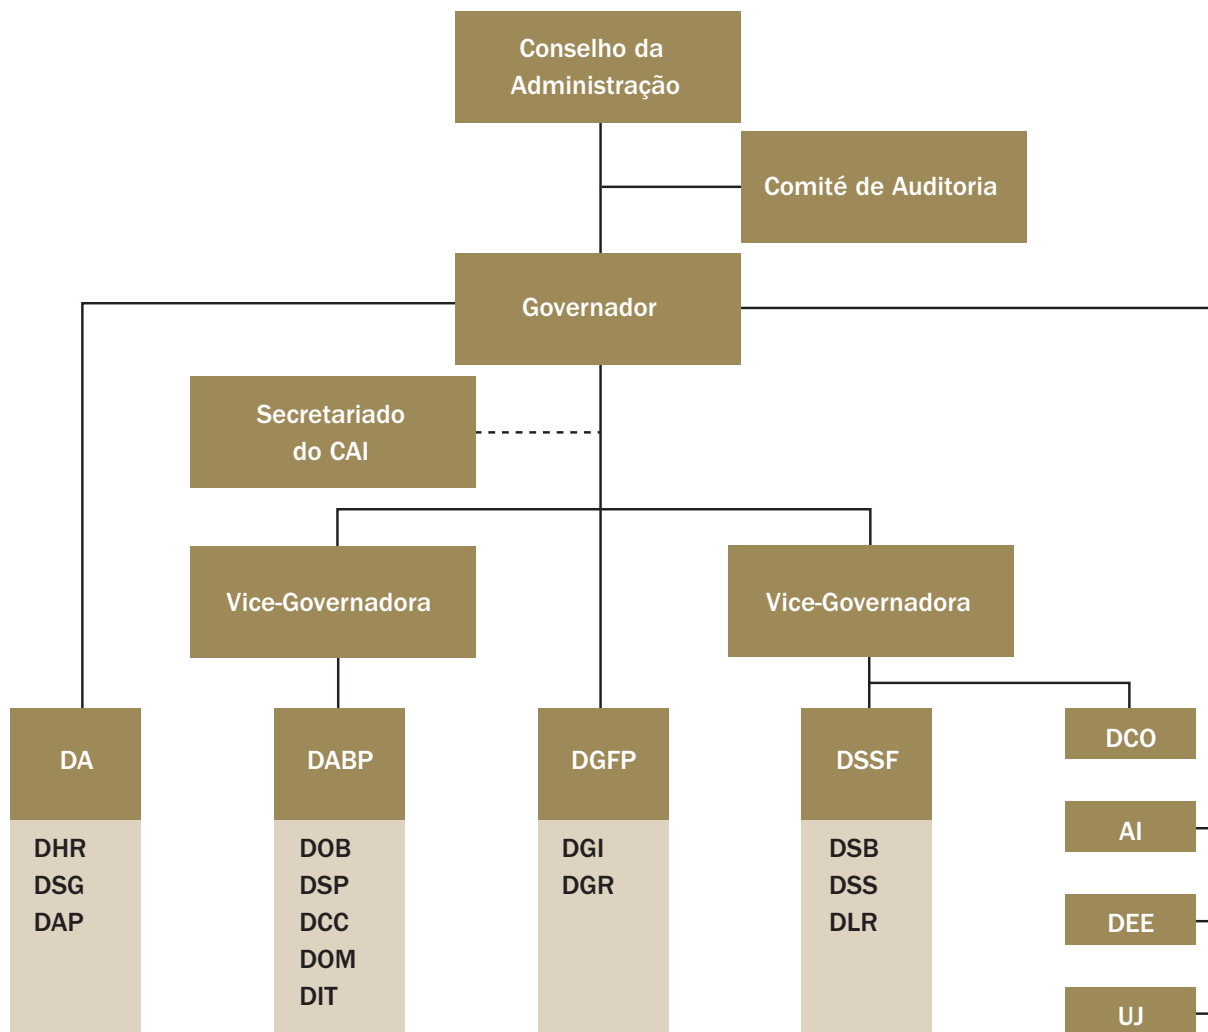 Conselho da
Administração
Comité de Auditoria
Governador
Secretariado
do CAI
Vice-Governadora
Vice-Governadora
DA
DHR
DSG
DAP
DABP
DOB
DSP
DCC
DOM
DIT
DGFP
DGI
DGR
DSSF
DSB
DSS
DLR
DCO
AI
DEE
UJ